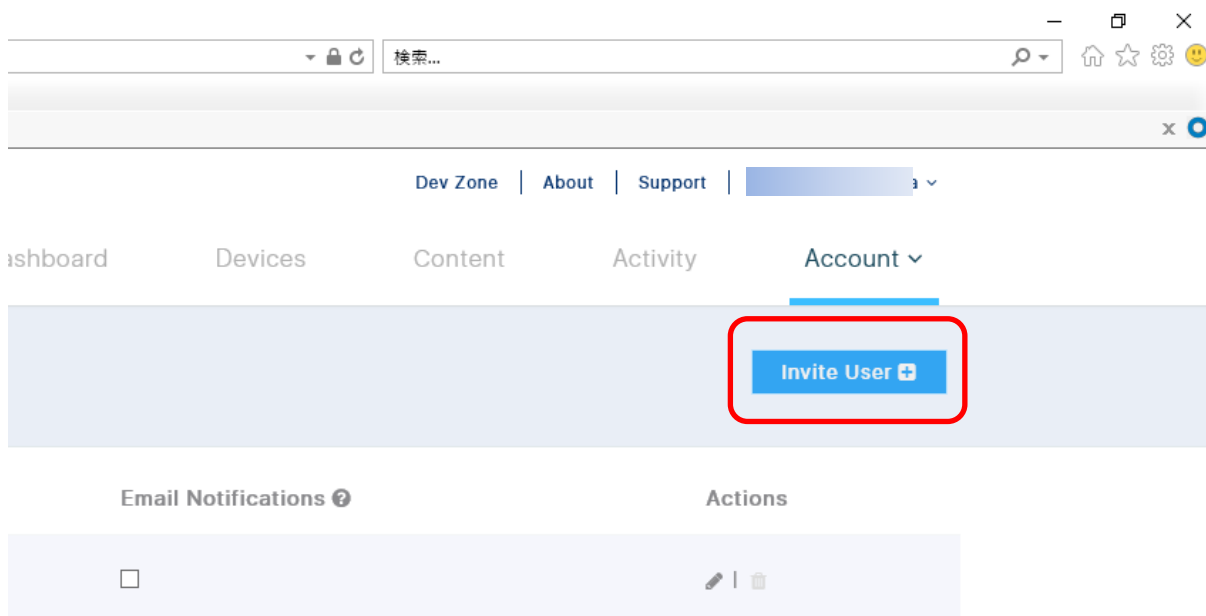 検索...
Dev Zone | About | Support |
ashboard Devices Content Activity Account
Invite User
Email Notifications Actions